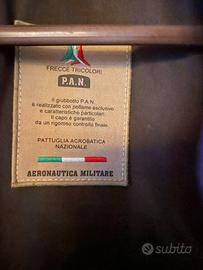 FRECCE TRICOLORI
P.A.N.
Il giubbotto P.A.N.
è realizzato con pellame esclusivo
e caratteristiche particolari.
Il capo è garantito
da un rigoroso controllo finale.
PATTUGLIA ACROBATICA
NAZIONALE
AERONAUTICA MILITARE
subito